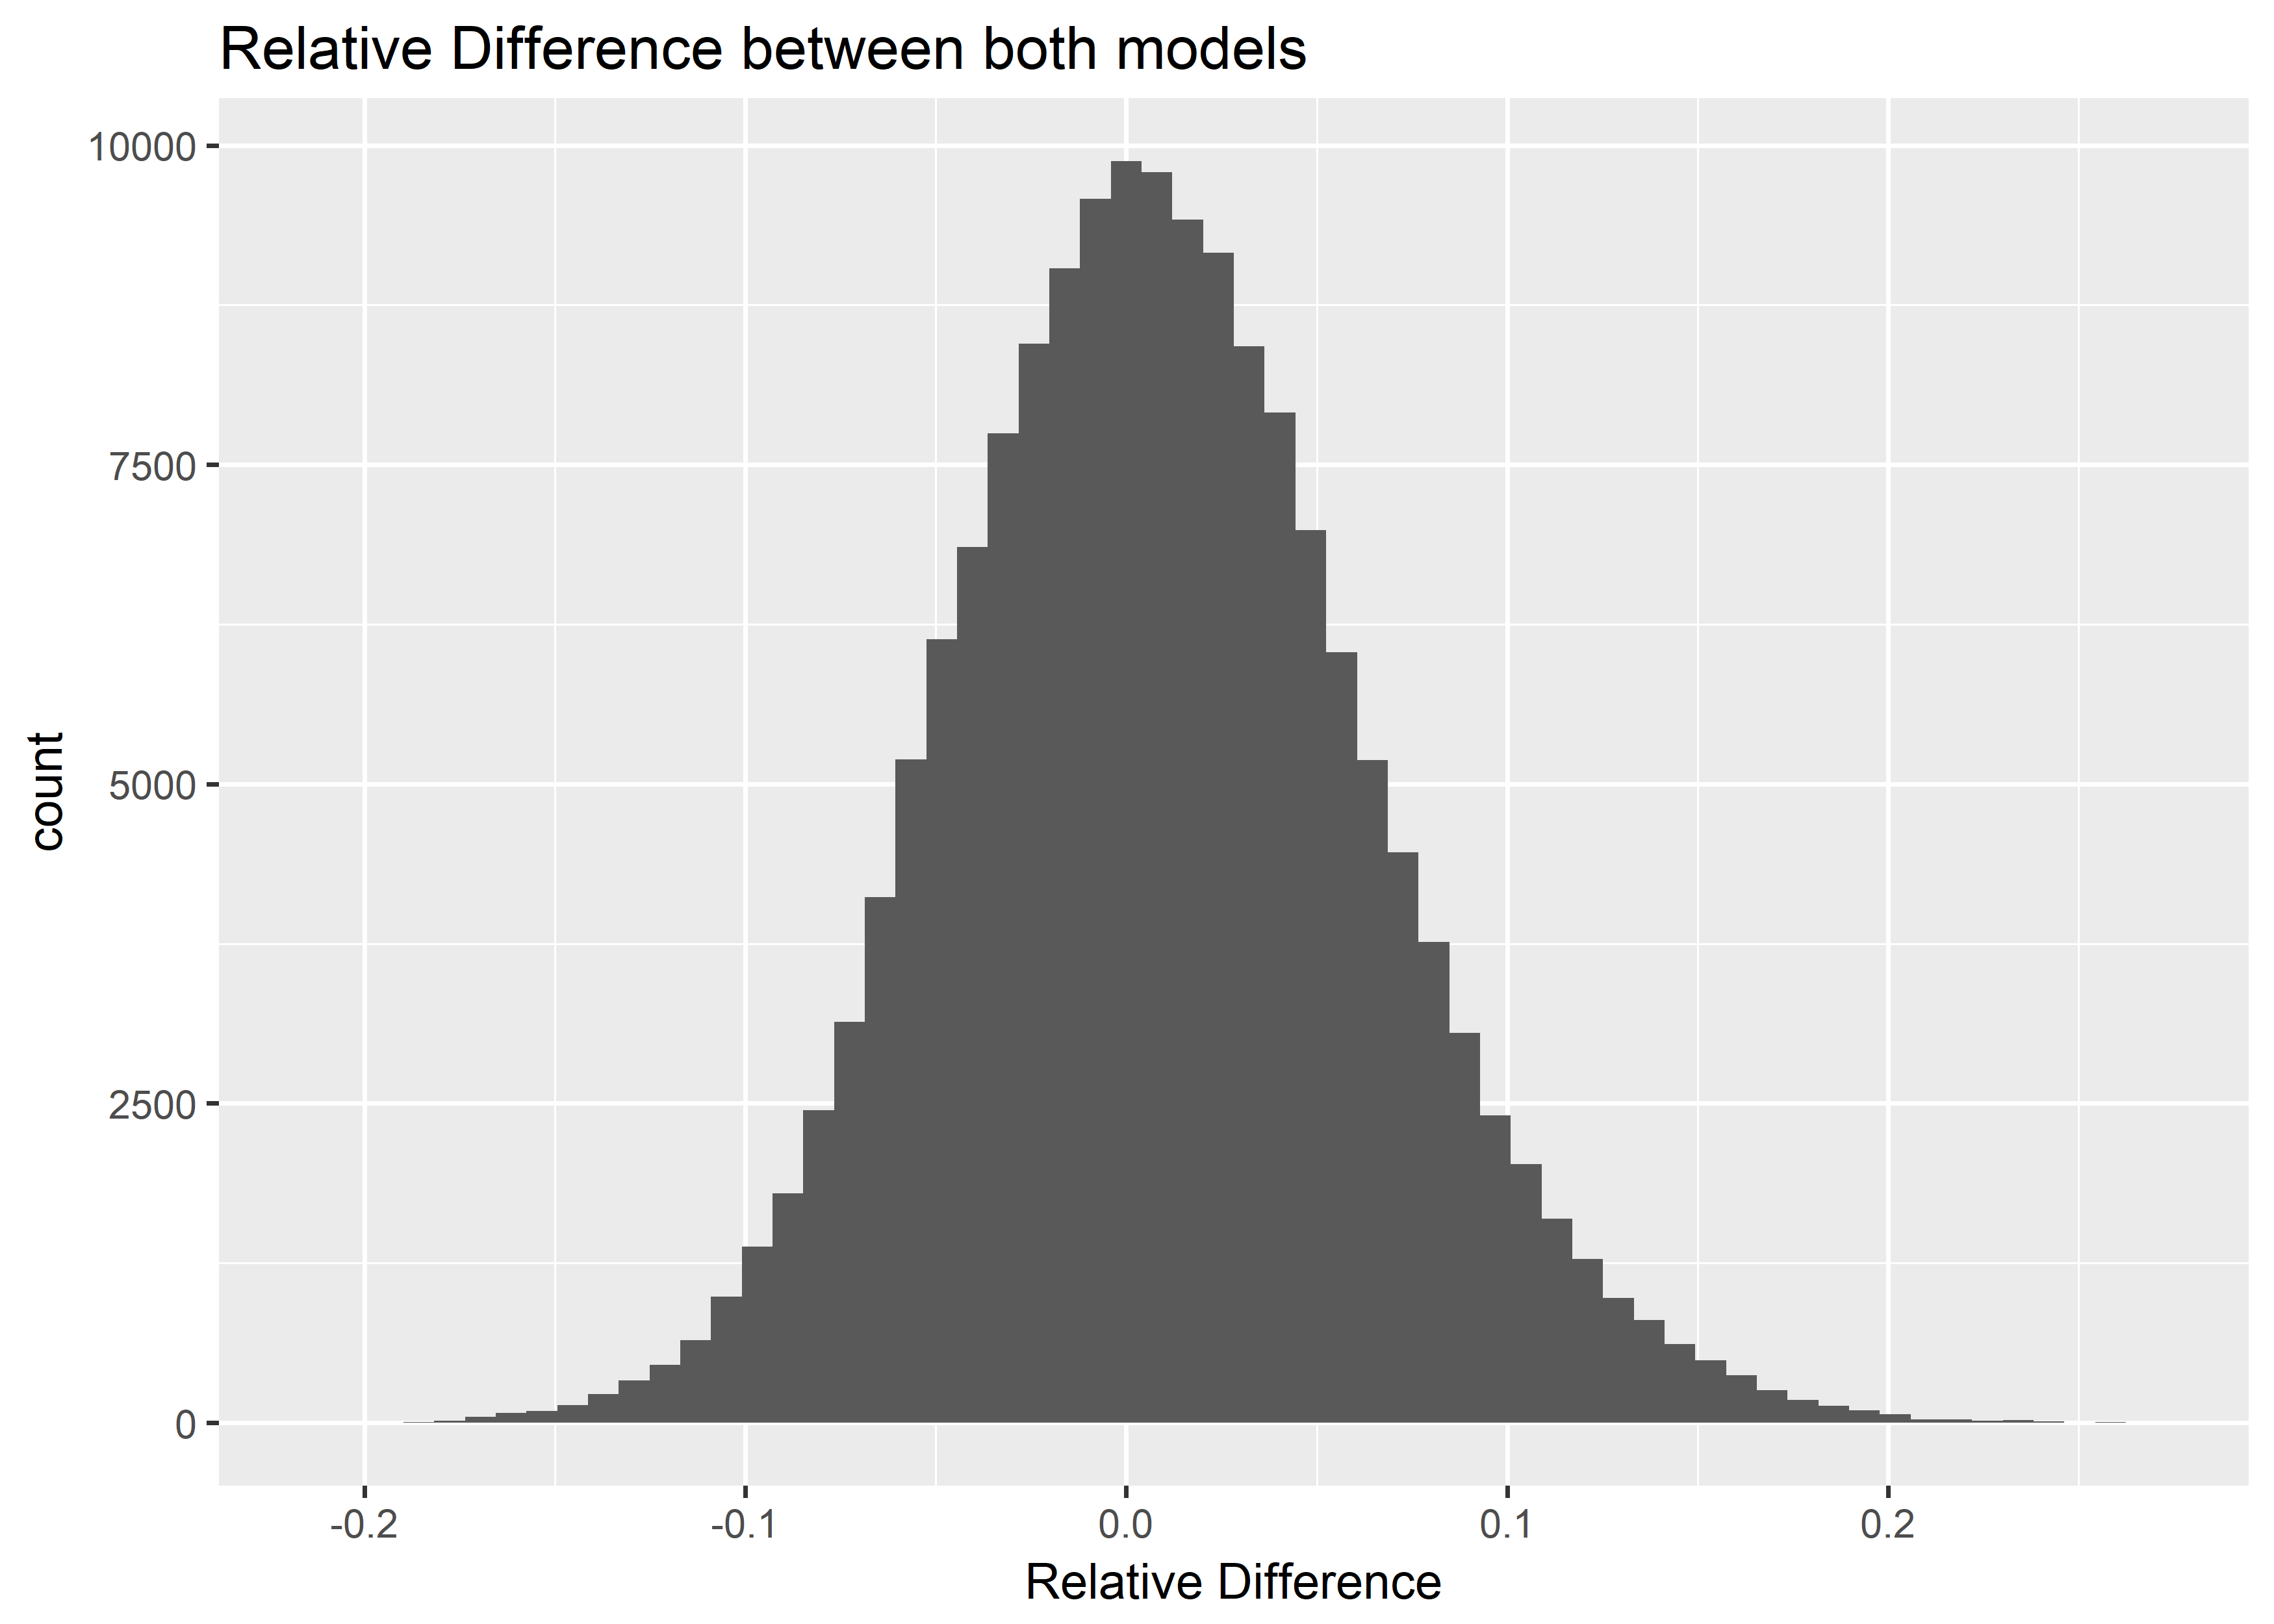 Relative Difference between both models
10000
7500
5000
2500
0
count
-0.2 -0.1 0.0 0.1 0.2
Relative Difference